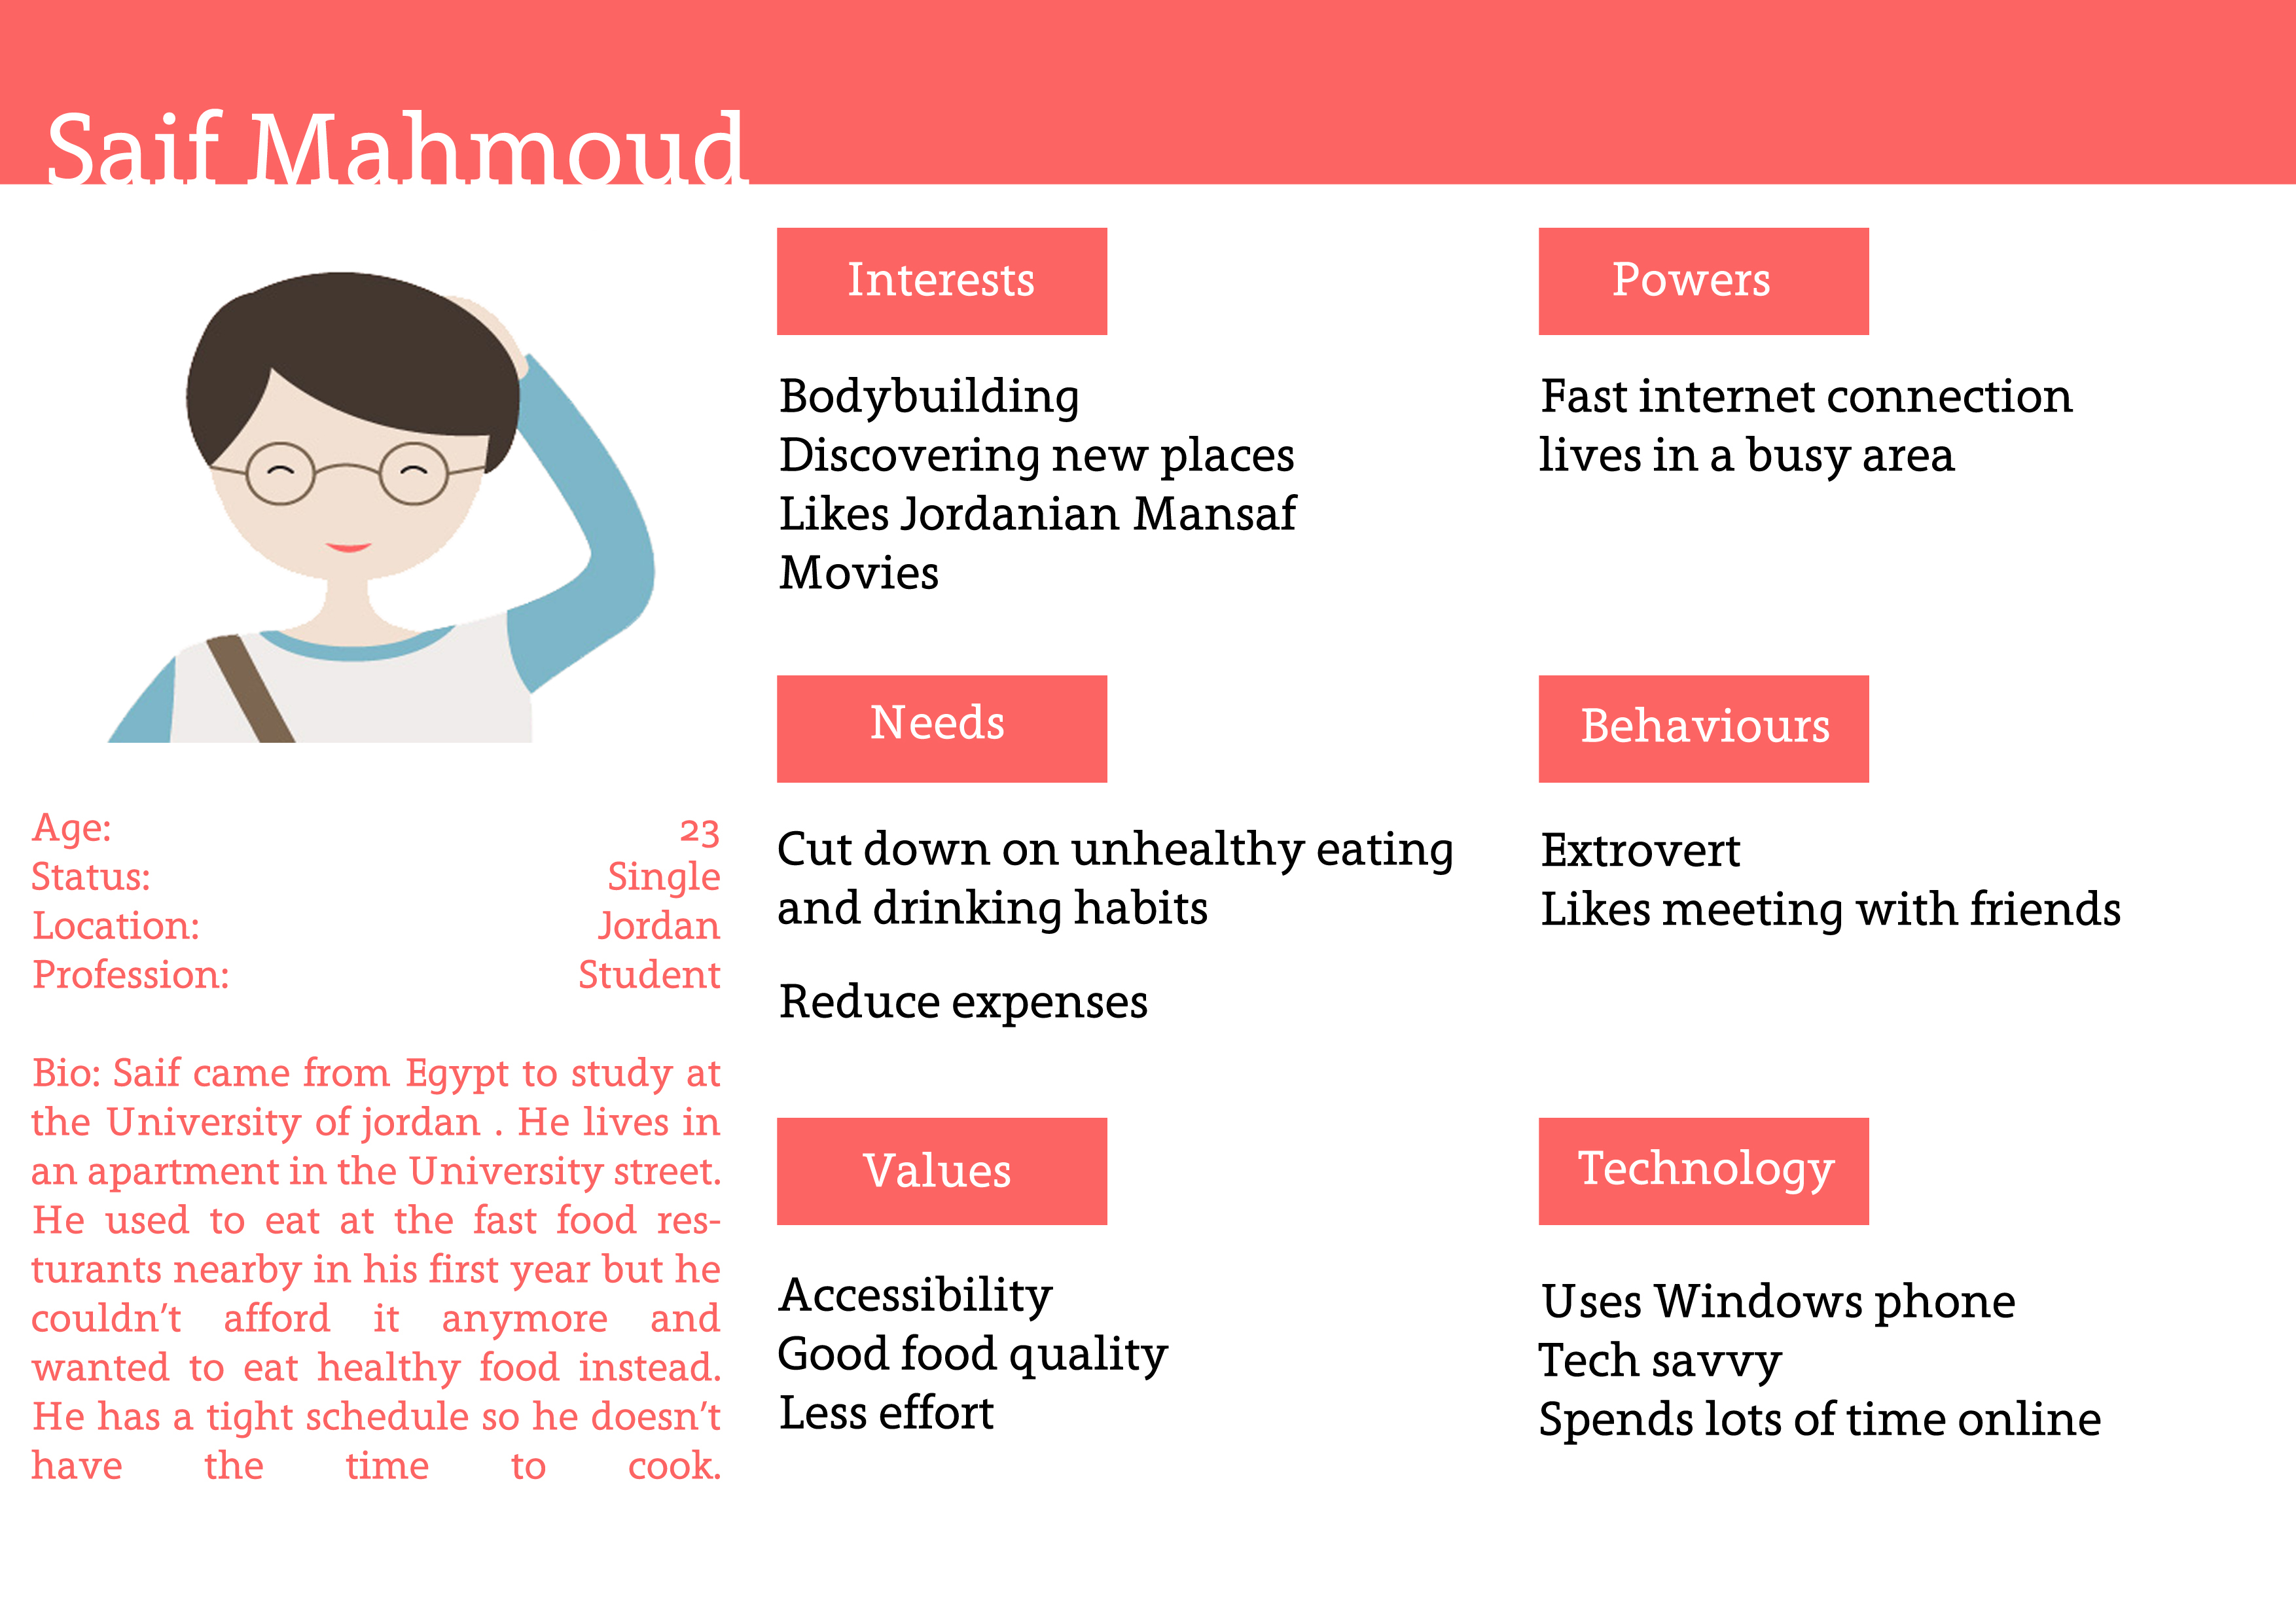 Saif Mahmoud
Age: 23
Status: Single
Location: Jordan
Profession: Student
Bio: Saif came from Egypt to study at
the University of jordan . He lives in
an apartment in the University street.
He used to eat at the fast food res-
turants nearby in his first year but he
couldn’t afford it anymore and
wanted to eat healthy food instead.
He has a tight schedule so he doesn’t
have the time to cook.
Interests
Bodybuilding
Discovering new places
Likes Jordanian Mansaf
Movies
Needs
Cut down on unhealthy eating
and drinking habits
Reduce expenses
Values
Accessibility
Good food quality
Less effort
Powers
Fast internet connection
lives in a busy area
Behaviours
Extrovert
Likes meeting with friends
Technology
Uses Windows phone
Tech savvy
Spends lots of time online